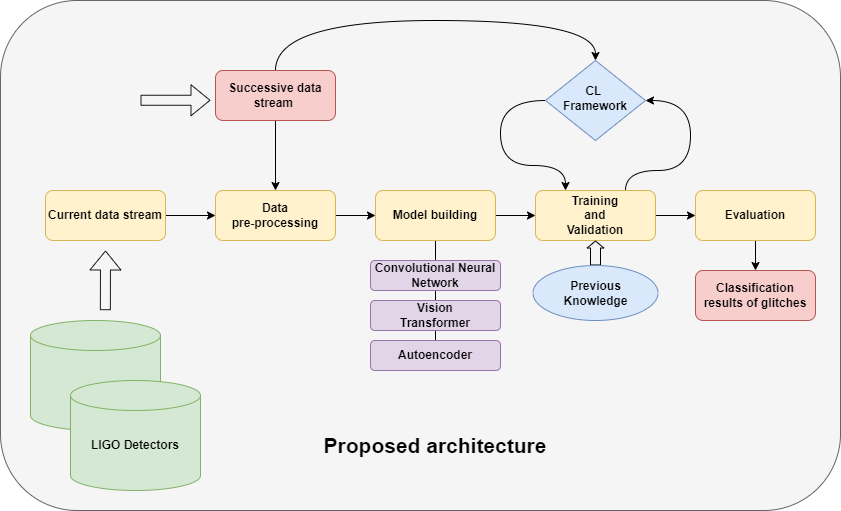 Successive data
stream
CL
Framework
Current data stream
Data
pre-processing
Model building
Training
and
Validation
Evaluation
Convolutional Neural
Network
Vision
Transformer
Autoencoder
Previous
Knowledge
Classification
results of glitches
LIGO Detectors
Proposed architecture